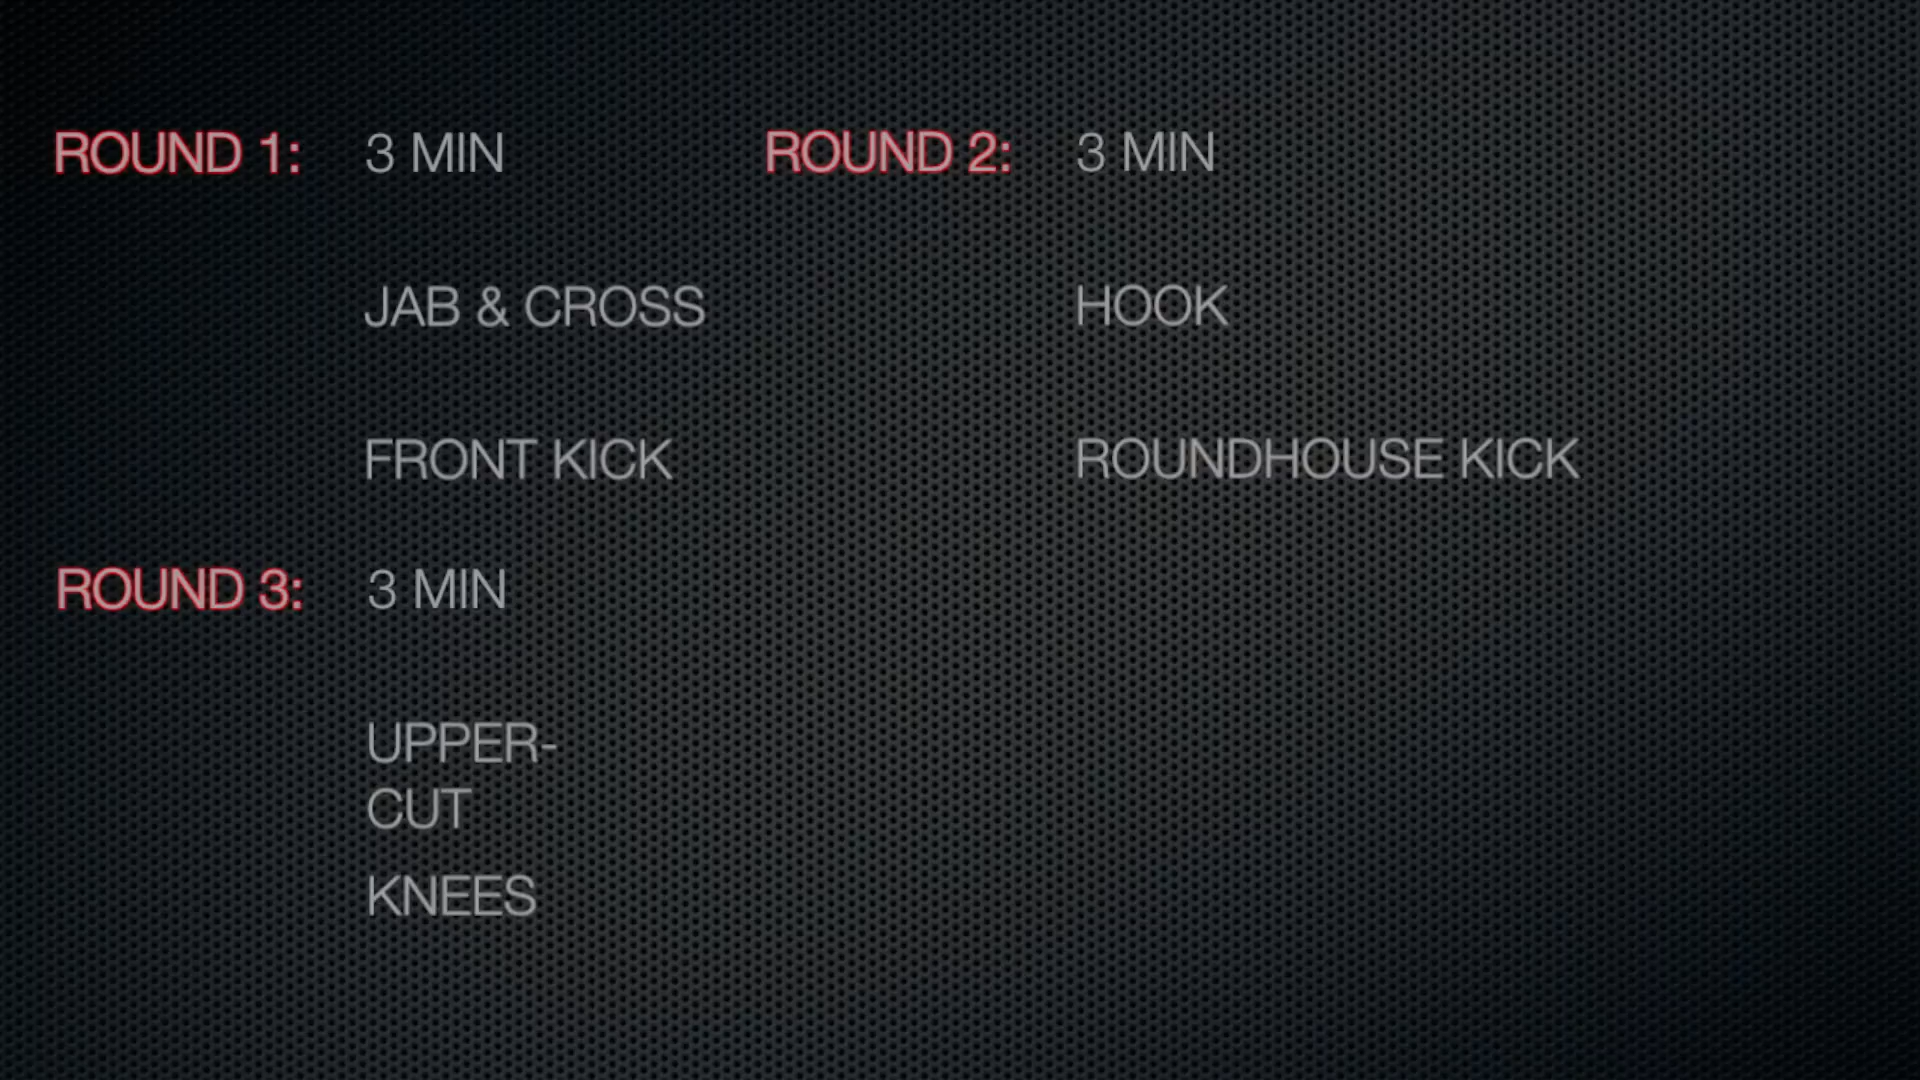 ROUND 1: 3 MIN
JAB & CROSS
FRONT KICK
ROUND 2: 3 MIN
HOOK
ROUNDHOUSE KICK
ROUND 3: 3 MIN
UPPER-
CUT
KNEES